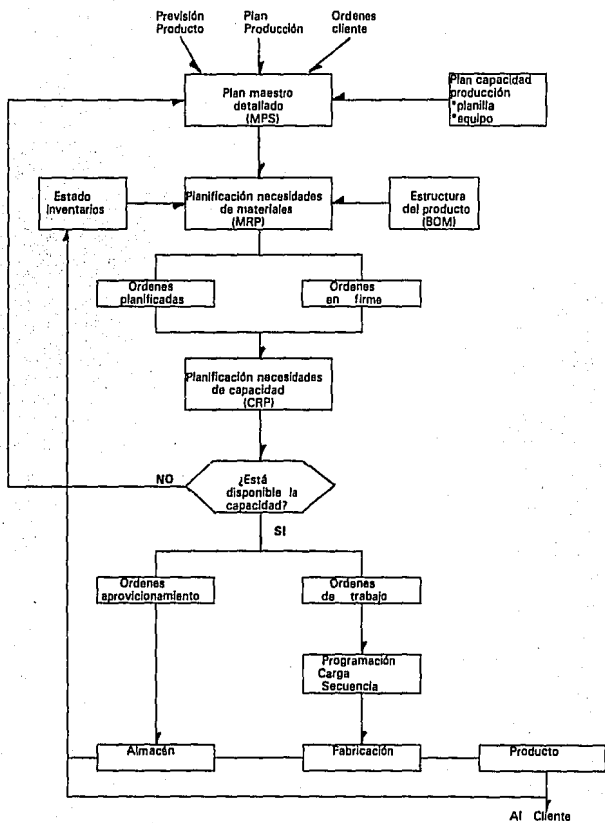 Previsión
Producto
Plan
Producción
Ordenes
cliente
Plan maestro
detallado
(MPS)
Plan capacidad
producción
*planilla
*equipo
Estado
Inventarios
Planificación necesidades
de materiales
(MRP)
Estructura
del producto
(BOM)
Ordenes
planificadas
Ordenes
en firme
Planificación necesidades
de capacidad
(CRP)
NO
¿Está
disponible la
capacidad?
SI
Ordenes
aprovicionamiento
Ordenes
de trabajo
Programación
Carga
Secuencia
Almacén
Fabricación
Producto
Al Cliente